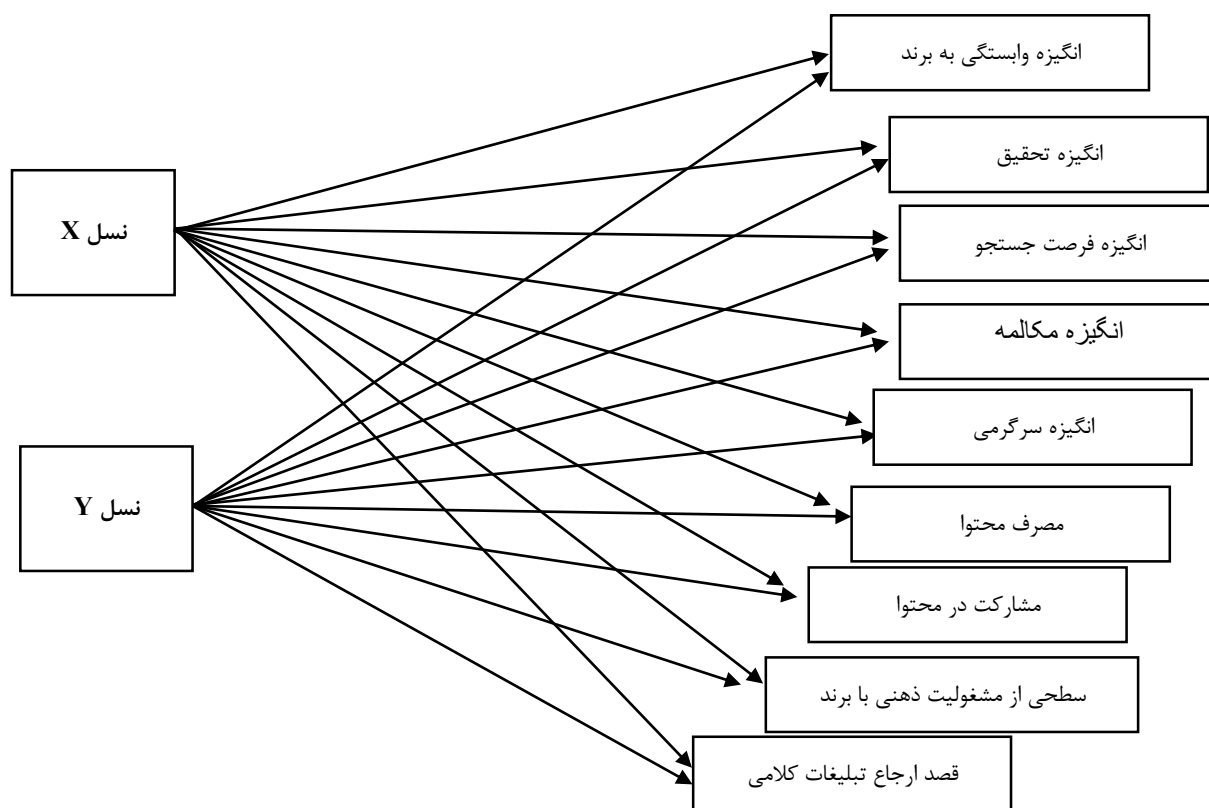 انگیزه وابستگی به برند
انگیزه تحقیق
نسل X
انگیزه فرصت جستجو
انگیزه مکالمه
انگیزه سرگرمی
نسل Y
مصرف محتوا
مشارکت در محتوا
سطحی از مشغولیت ذهنی با برند
قصد ارجاع تبلیغات کلامی